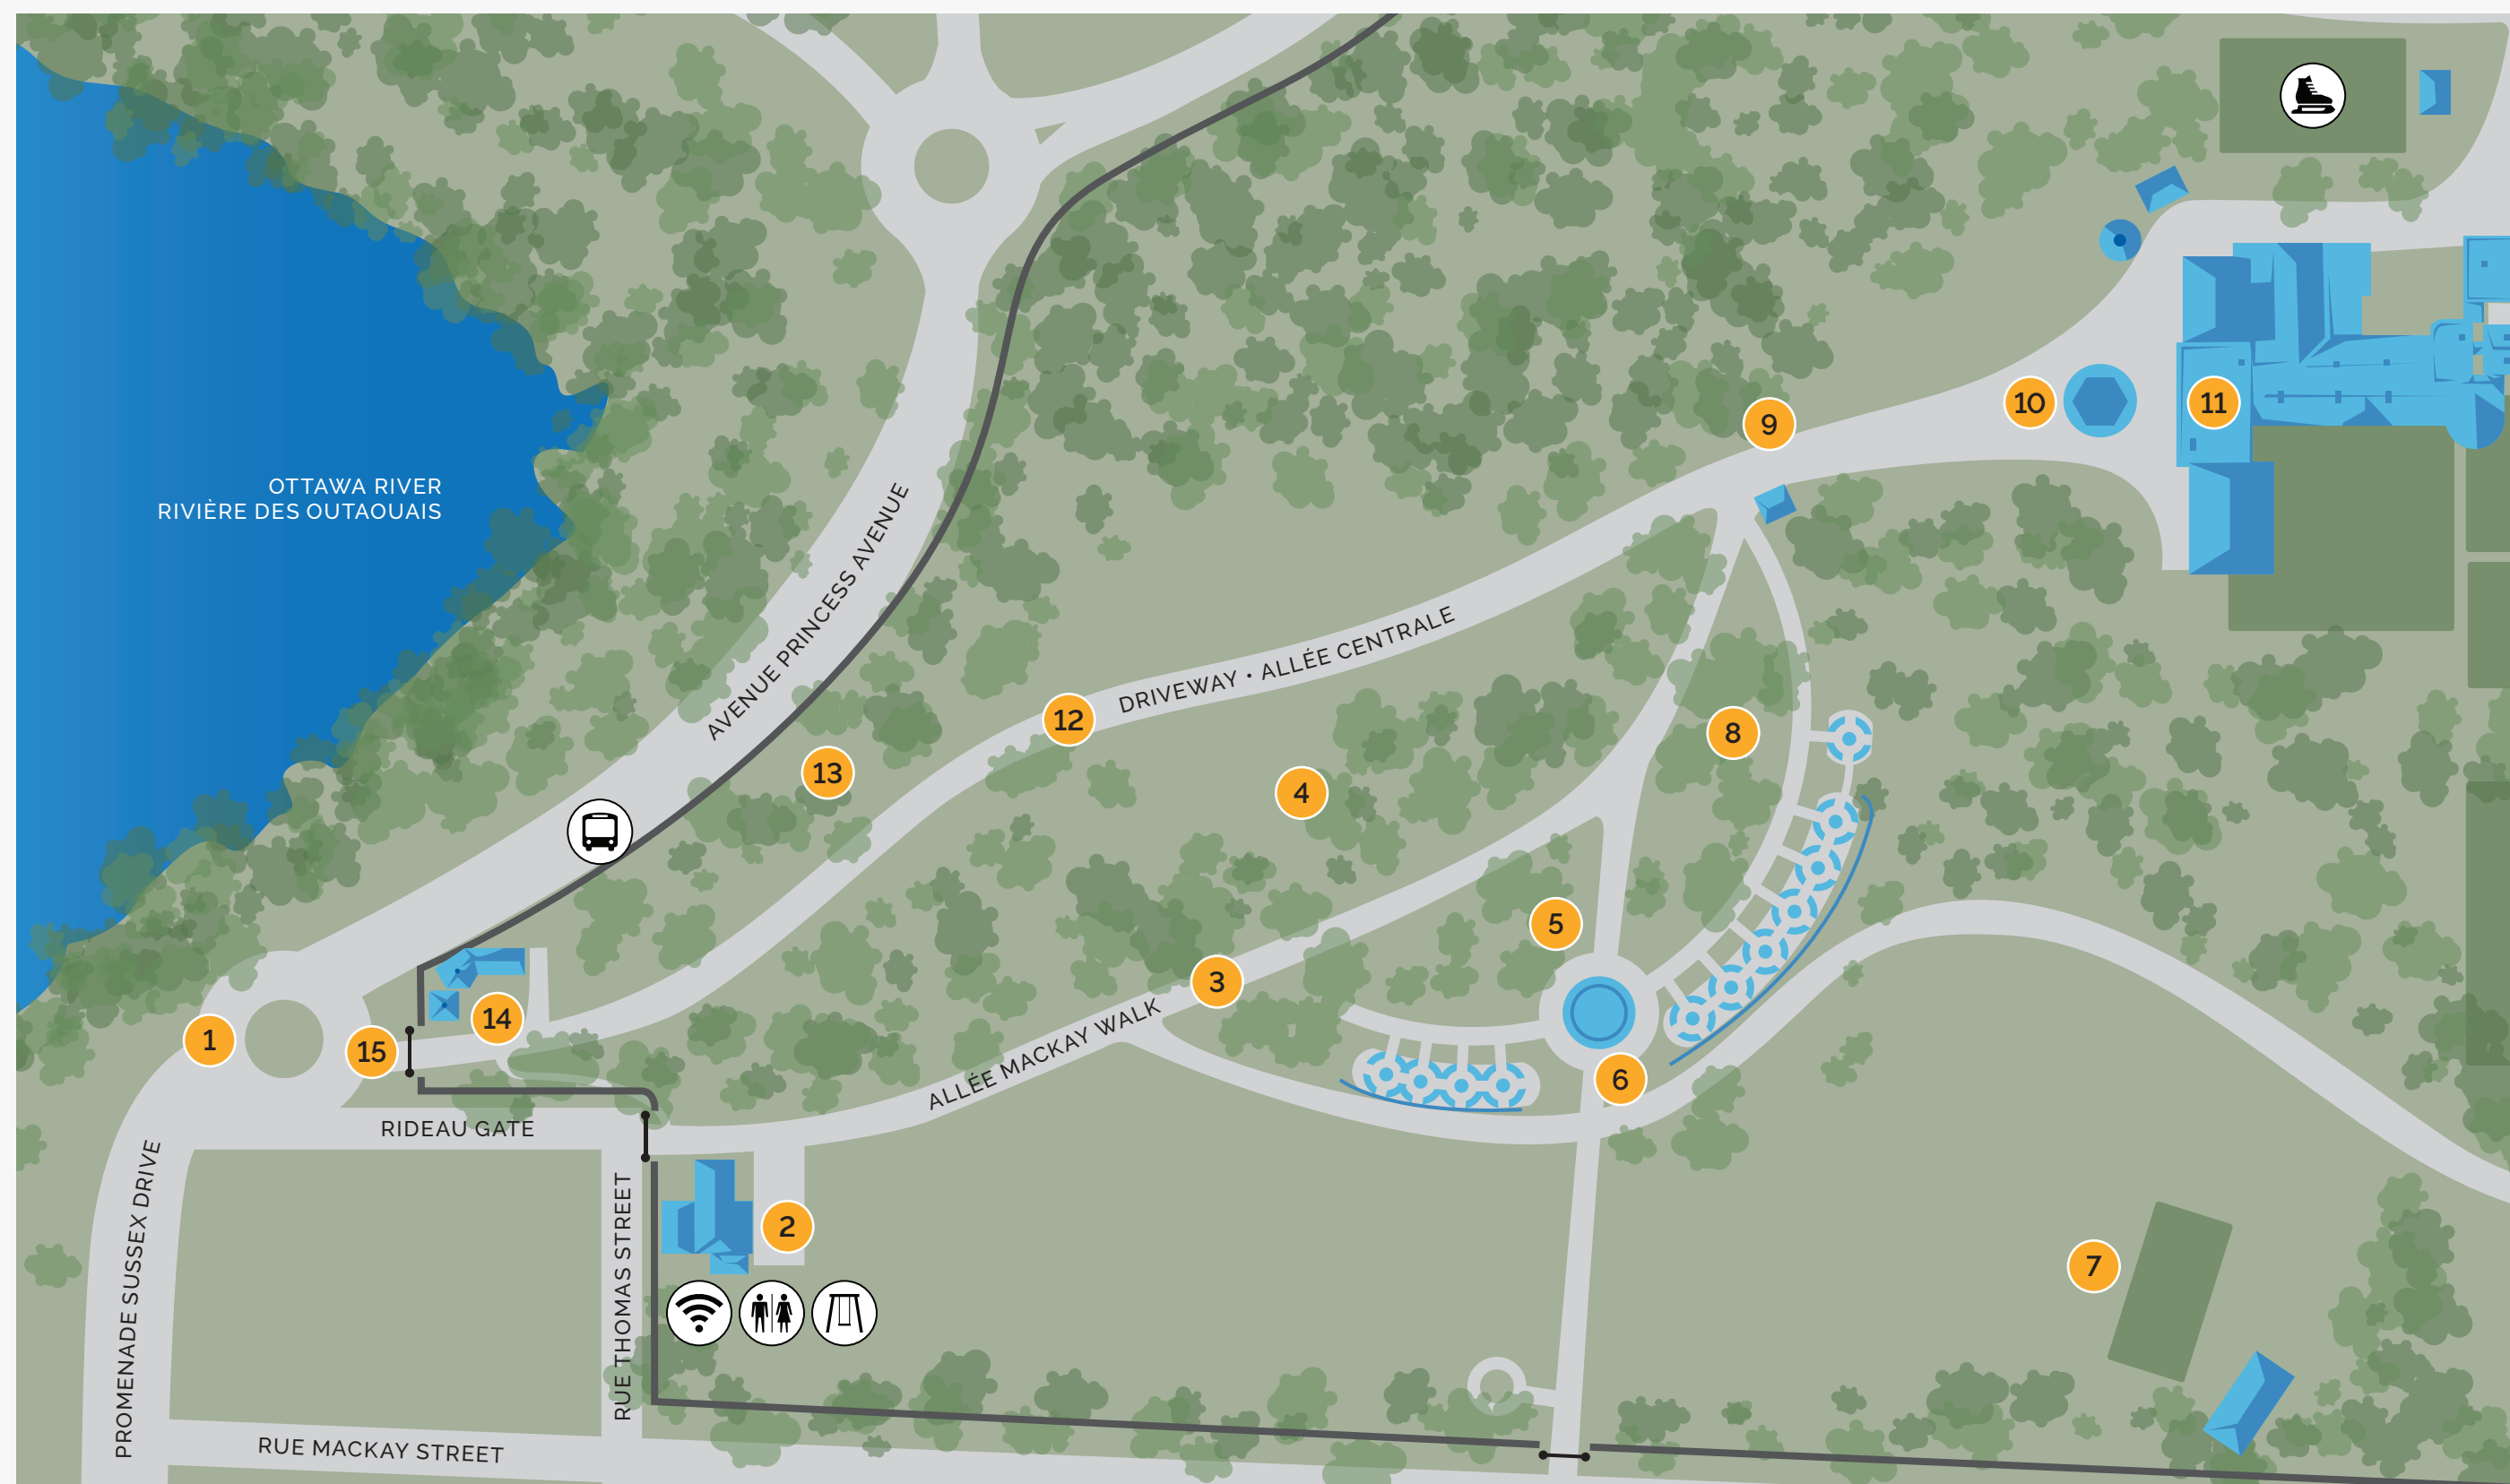 OTTAWA RIVER
RIVIÈRE DES OUTAOUAIS
AVENUE PRINCESS AVENUE
DRIVEWAY • ALLÉE CENTRALE
9
10
11
12
13
4
8
5
3
14
1
15
6
ALLÉE MACKAY WALK
RIDEAU GATE
PROMENADE SUSSEX DRIVE
RUE THOMAS STREET
2
7
RUE MACKAY STREET